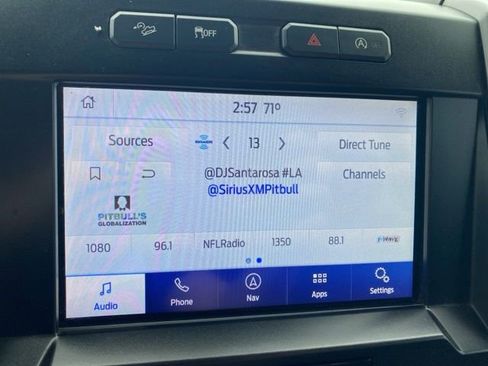 OFF
2:57 71°
Sources
13
Direct Tune
@DJSantarosa #LA
Channels
@SiriusXMPitbull
PITBULL'S
GLOBALIZATION
1080 96.1 NFLRadio 1350 88.1
Audio Phone Nav Apps Settings